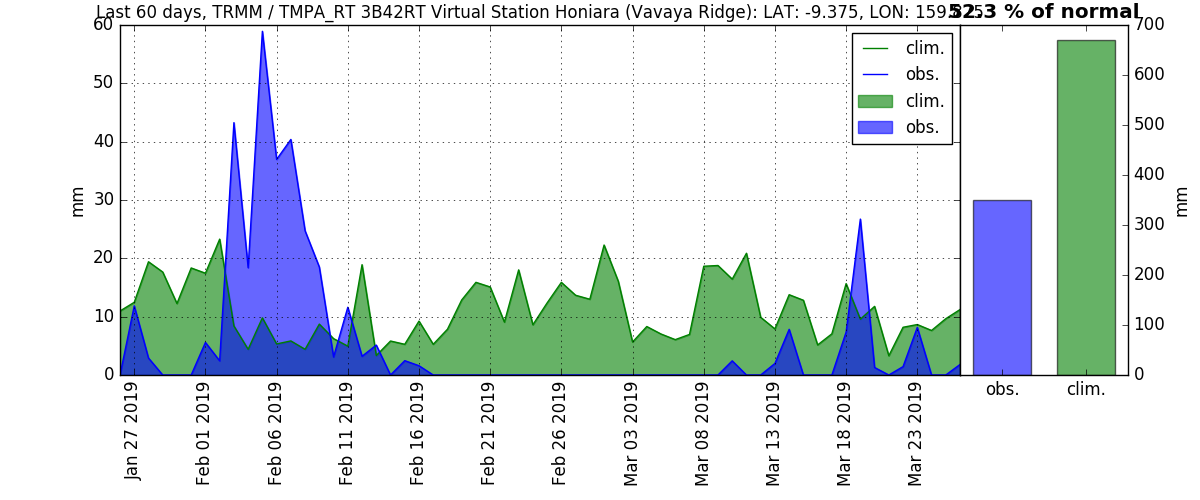 Last 60 days, TRMM / TMPA_RT 3B42RT Virtual Station Honiara (Vavaya Ridge): LAT: -9.375, LON: 159
52.3 % of normal
60
50
40
30
20
10
0
mm
clim.
obs.
clim.
obs.
Jan 27 2019
Feb 01 2019
Feb 06 2019
Feb 11 2019
Feb 16 2019
Feb 21 2019
Feb 26 2019
Mar 03 2019
Mar 08 2019
Mar 13 2019
Mar 18 2019
Mar 23 2019
700
600
500
400
300
200
100
0
mm
obs.
clim.